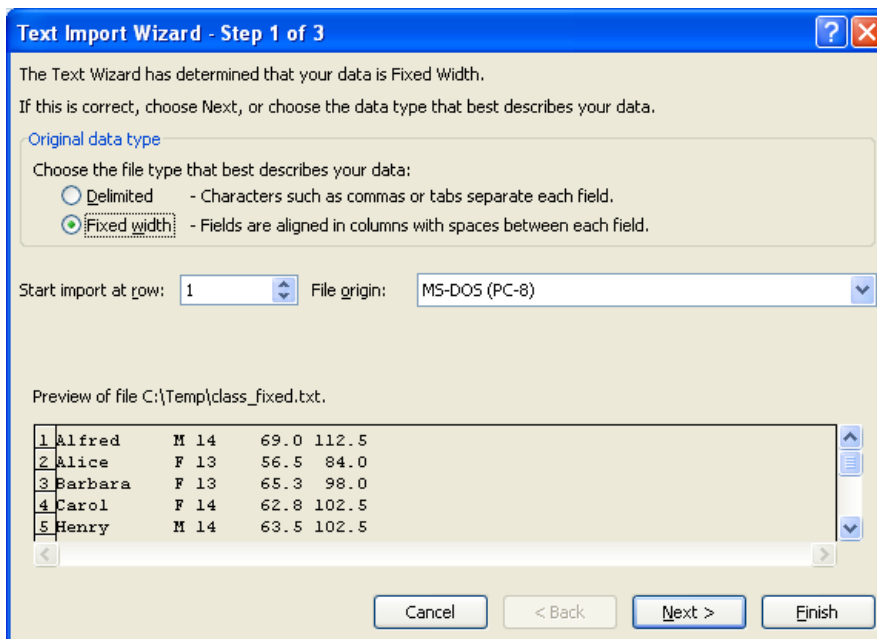 Text Import Wizard - Step 1 of 3
The Text Wizard has determined that your data is Fixed Width.
If this is correct, choose Next, or choose the data type that best describes your data.
Original data type
Choose the file type that best describes your data:
Delimited - Characters such as commas or tabs separate each field.
Fixed width - Fields are aligned in columns with spaces between each field.
Start import at row: 1 File origin: MS-DOS (PC-8)
Preview of file C:\Temp\class_fixed.txt.
1 Alfred M 14 69.0 112.5
2 Alice F 13 56.5 84.0
3 Barbara F 13 65.3 98.0
4 Carol F 14 62.8 102.5
5 Henry M 14 63.5 102.5
Cancel < Back Next > Finish